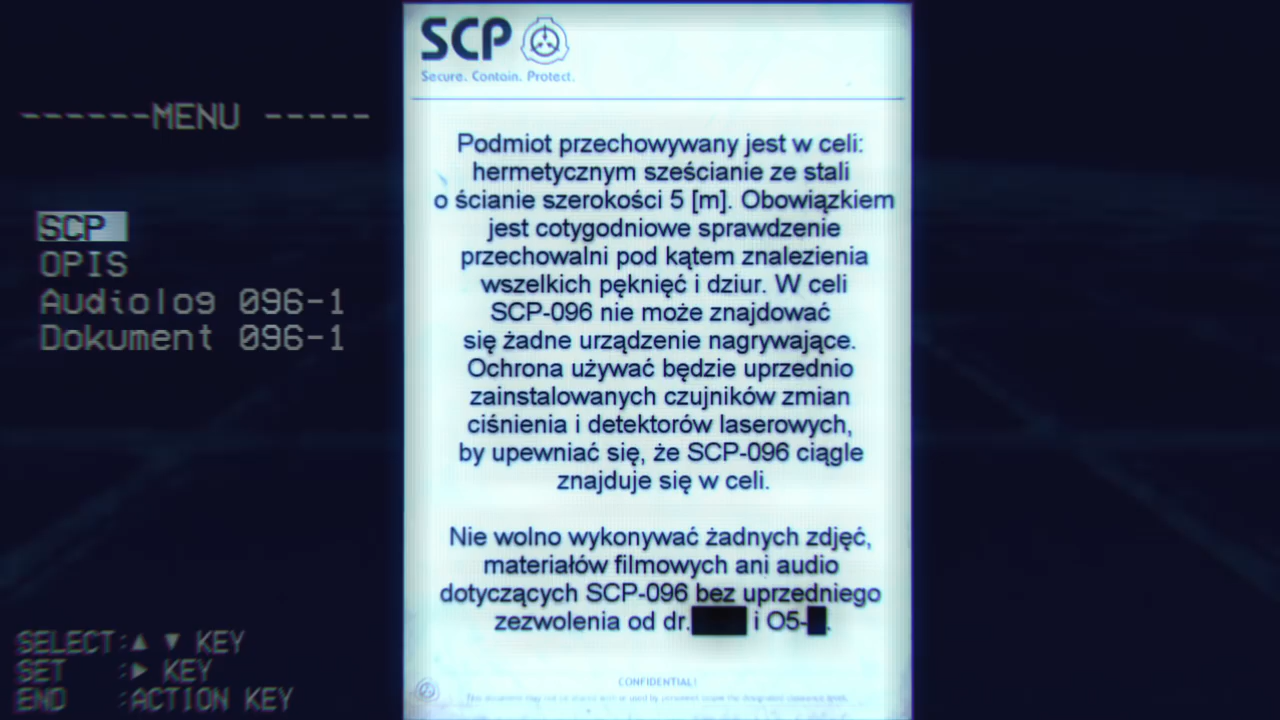 SCP
Secure. Contain. Protect.
------MENU -----
SCP
OPIS
Audiolog 096-1
Dokument 096-1
Podmiot przechowywany jest w celi:
hermetycznym sześcianie ze stali
o ścianie szerokości 5 [m]. Obowiązkiem
jest cotygodniowe sprawdzenie
przechowalni pod kątem znalezienia
wszelkich pęknięć i dziur. W celi
SCP-096 nie może znajdować
się żadne urządzenie nagrywające.
Ochrona używać będzie uprzednio
zainstalowanych czujników zmian
ciśnienia i detektorów laserowych,
by upewniać się, że SCP-096 ciągle
znajduje się w celi.
Nie wolno wykonywać żadnych zdjęć,
materiałów filmowych ani audio
dotyczących SCP-096 bez uprzedniego
zezwolenia od dr.████ i O5-█.
SELECT:▲ ▼ KEY
SET :► KEY
END :ACTION KEY
CONFIDENTIAL!